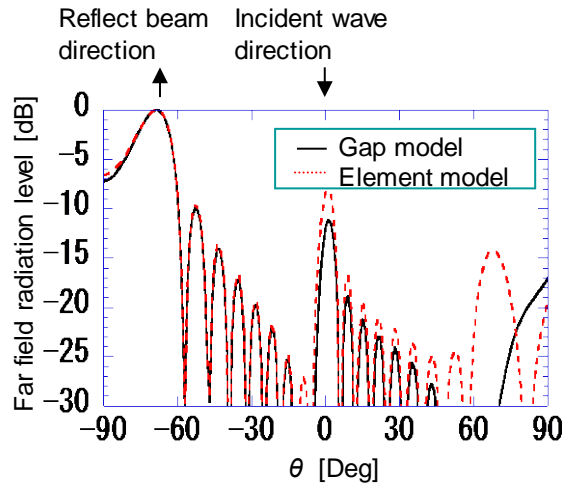 Reflect beam direction
Incident wave direction
Far field radiation level [dB]
0
−5
−10
−15
−20
−25
−30
Gap model
Element model
−90 −60 −30 0 30 60 90
θ [Deg]